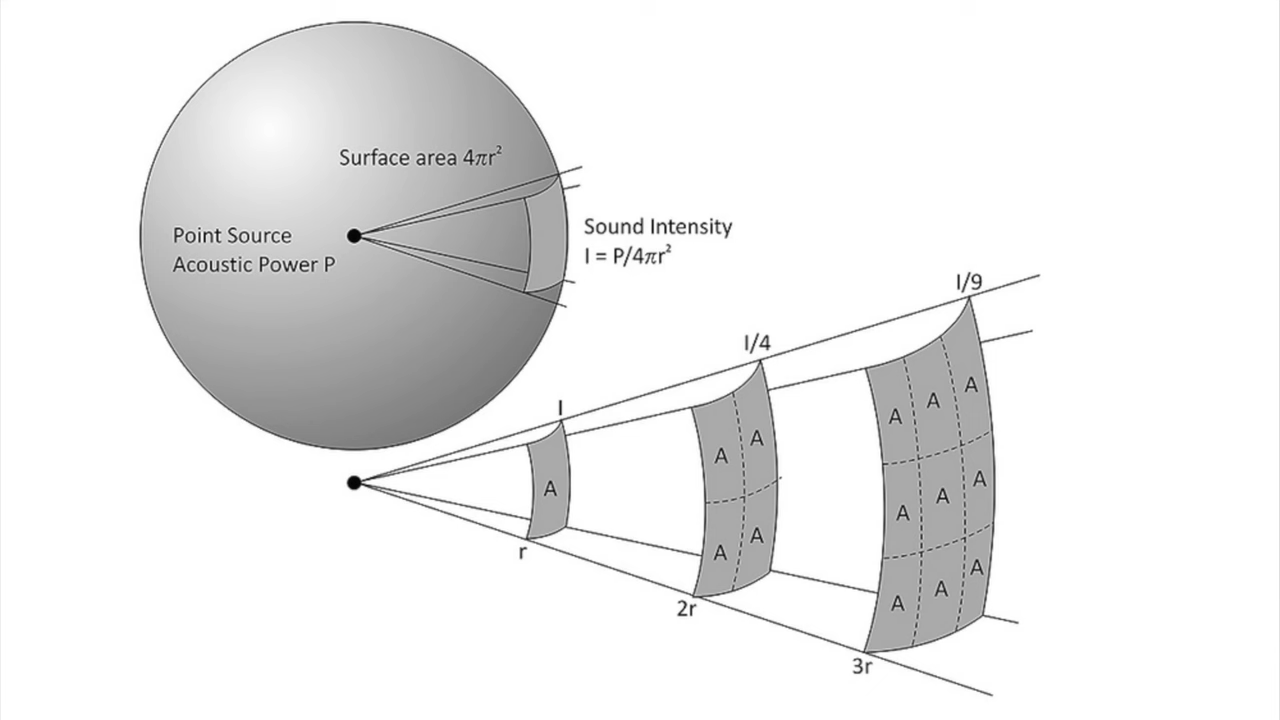 Surface area 4πr²
Point Source
Acoustic Power P
Sound Intensity
I = P/4πr²
I/9
I/4
I
A
A A
A A
A A A
A A A
A A A
r
2r
3r